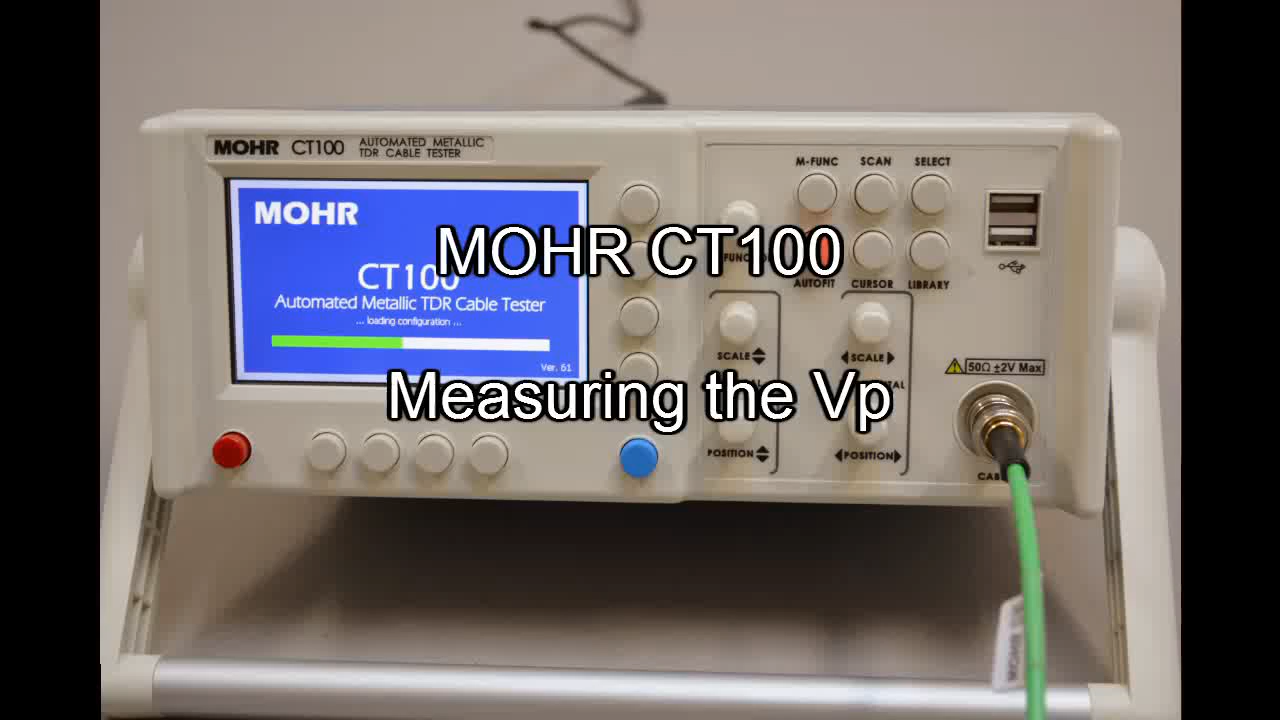 MOHR CT100 AUTOMATED METALLIC
TDR CABLE TESTER
MOHR
CT100
Automated Metallic TDR Cable Tester
... loading configuration ...
Ver. 61
M-FUNC SCAN SELECT
AUTOFIT CURSOR LIBRARY
SCALE
SCALE
POSITION
POSITION
50Ω ±2V Max
MOHR CT100
Measuring the Vp